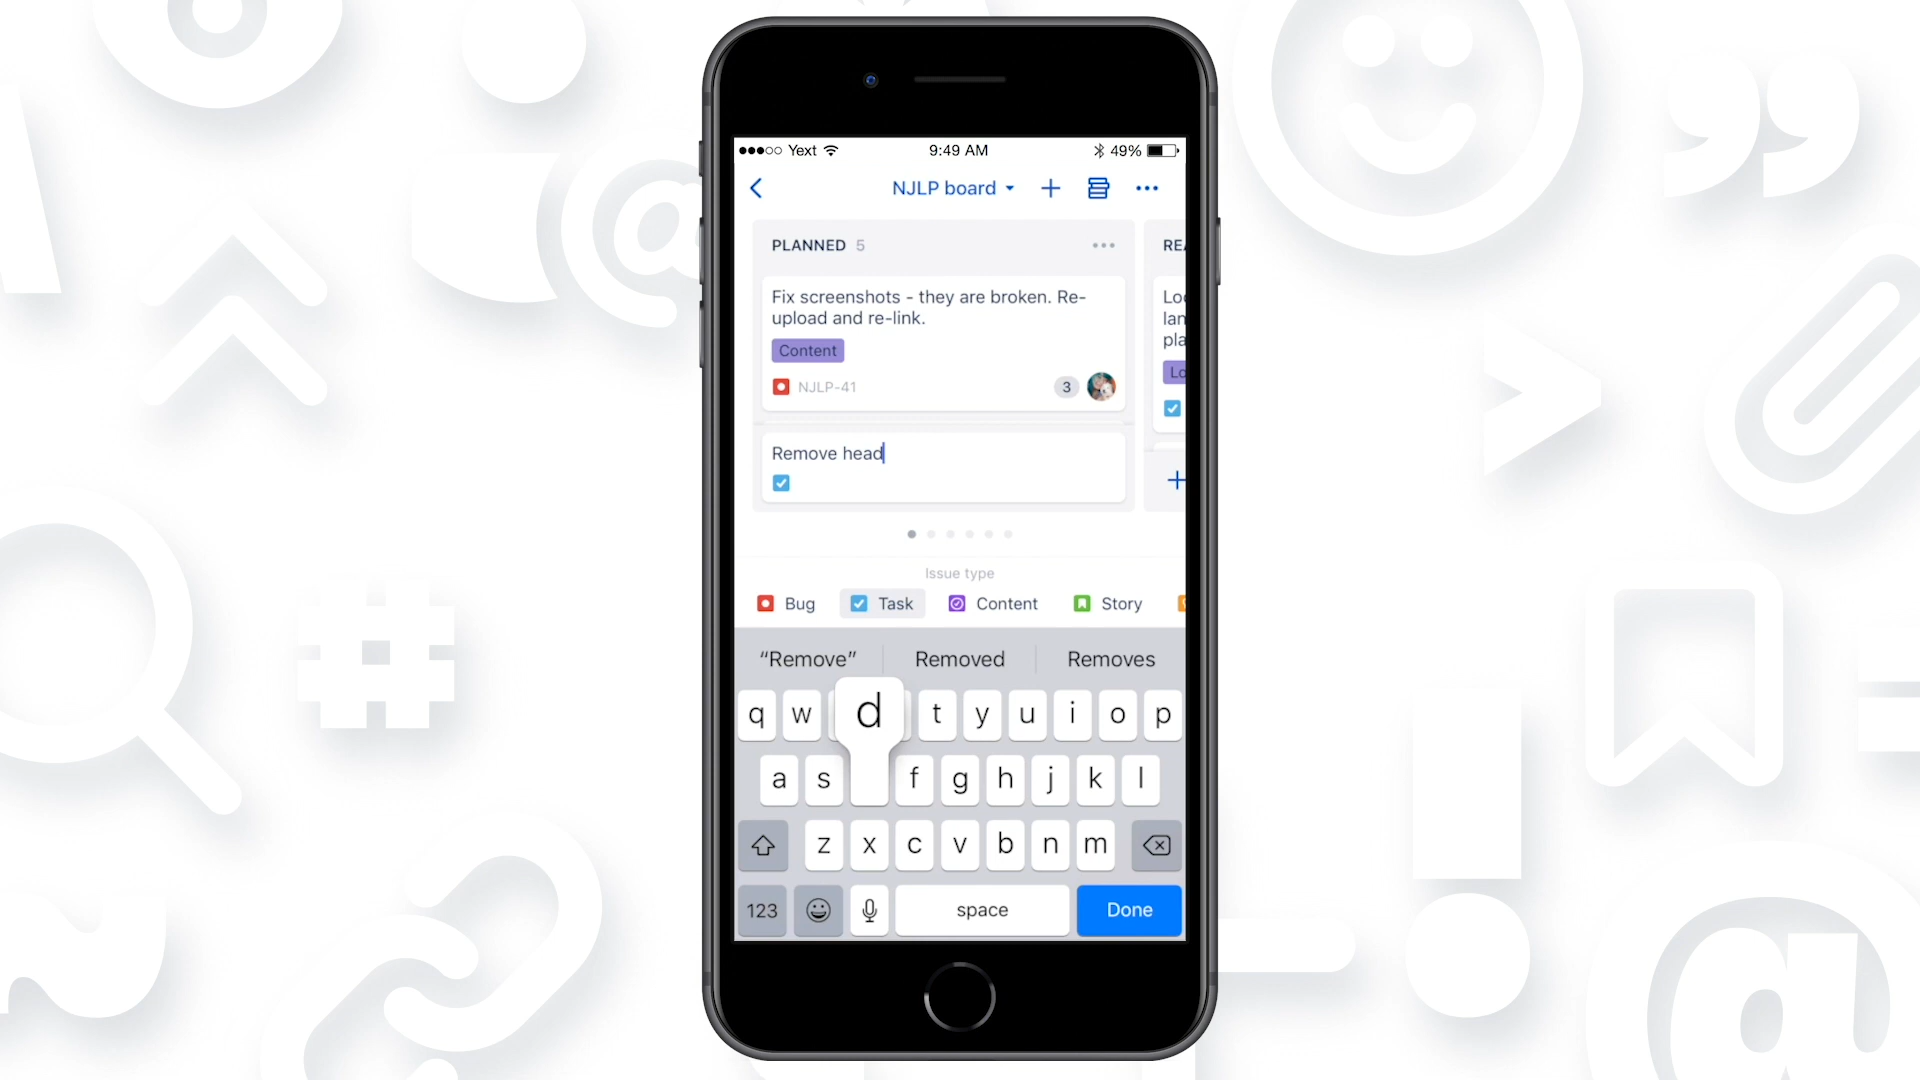 Yext
9:49 AM
49%
NJLP board
PLANNED 5
Fix screenshots - they are broken. Re-
upload and re-link.
Content
NJLP-41
3
Remove head
Issue type
Bug
Task
Content
Story
“Remove”
Removed
Removes
q w d t y u i o p
a s f g h j k l
z x c v b n m
123
space
Done